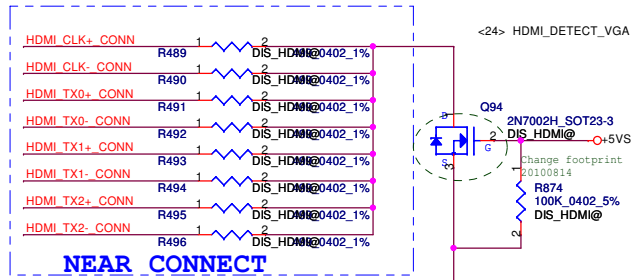 <24> HDMI_DETECT_VGA
HDMI_CLK+_CONN 1 2
R489 DIS_HDMI@ 0402_1%
HDMI_CLK-_CONN 1 2
R490 DIS_HDMI@ 0402_1%
HDMI_TX0+_CONN 1 2
R491 DIS_HDMI@ 0402_1%
HDMI_TX0-_CONN 1 2
R492 DIS_HDMI@ 0402_1%
HDMI_TX1+_CONN 1 2
R493 DIS_HDMI@ 0402_1%
HDMI_TX1-_CONN 1 2
R494 DIS_HDMI@ 0402_1%
HDMI_TX2+_CONN 1 2
R495 DIS_HDMI@ 0402_1%
HDMI_TX2-_CONN 1 2
R496 DIS_HDMI@ 0402_1%
NEAR CONNECT
Q94
2N7002H_SOT23-3
DIS_HDMI@
D
2
G
S
3
+5VS
Change footprint
20100814
1
R874
100K_0402_5%
DIS_HDMI@
2